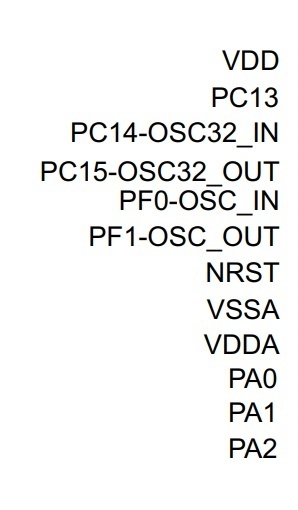 VDD
PC13
PC14-OSC32_IN
PC15-OSC32_OUT
PF0-OSC_IN
PF1-OSC_OUT
NRST
VSSA
VDDA
PA0
PA1
PA2